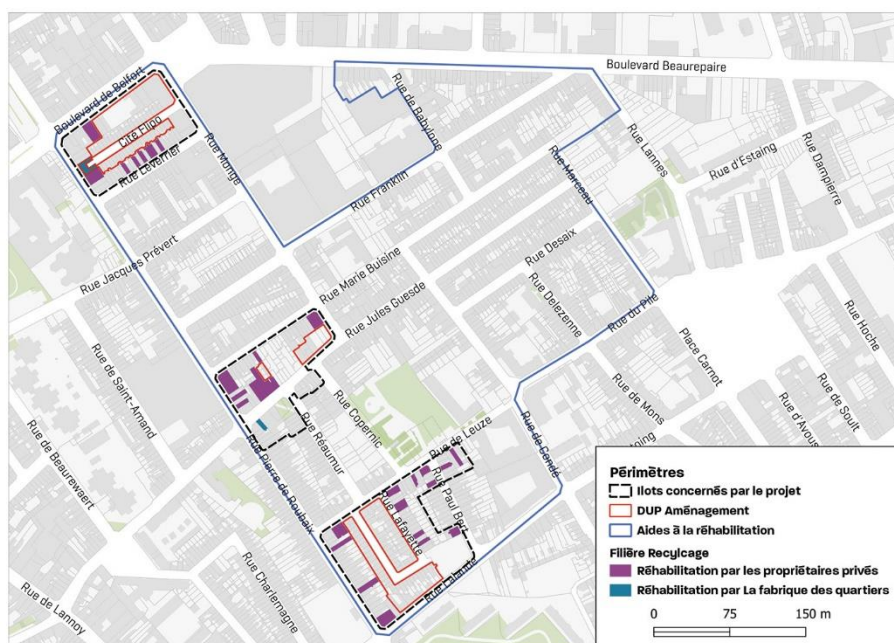 Boulevard Beaurepaire
Boulevard de Belfort
Cité Flipo
Rue Leverrier
Rue Monge
Rue de Babylone
Rue Lannes
Rue d'Estaing
Rue Dampierre
Rue Marceau
Rue Franklin
Rue Jacques Prévert
Rue Marie Buisine
Rue Desaix
Rue Jules Guesde
Rue Delezenne
Rue du Pile
Place Carnot
Rue Hoche
Rue de Saint-Amand
Rue de Beaurewaert
Rue Copernic
Rue Réaumur
Rue de Mons
Rue de Soult
Rue d'Avous
Rue de Leuze
Rue de Condé
toing
Rue Pierre de Roubaix
Rue Paul Bert
Rue Lafayette
Rue Lalande
Rue Charlemagne
Rue de Lannoy
Périmètres
Ilots concernés par le projet
DUP Aménagement
Aides à la réhabilitation
Filière Recylcage
Réhabilitation par les propriétaires privés
Réhabilitation par La fabrique des quartiers
0 75 150 m